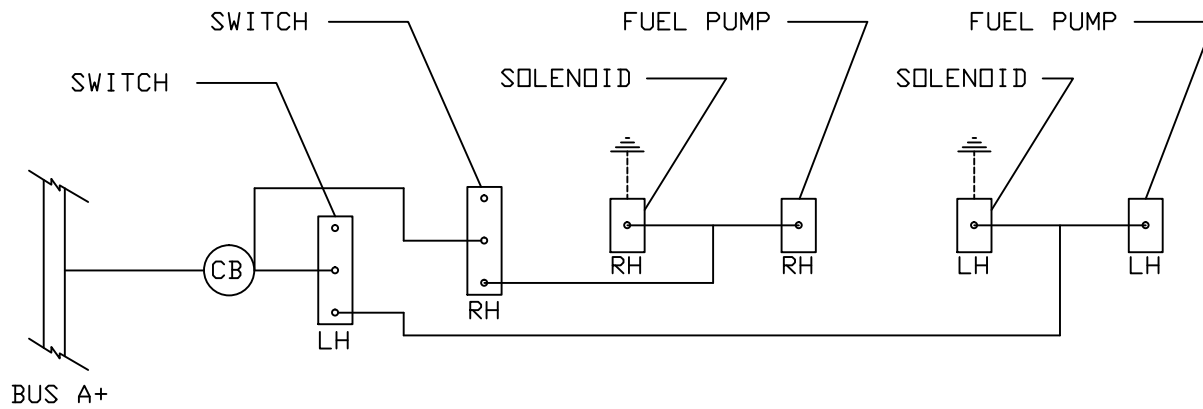 SWITCH
FUEL PUMP
FUEL PUMP
SWITCH
SOLENOID
SOLENOID
CB
RH
RH
LH
LH
RH
LH
BUS A+